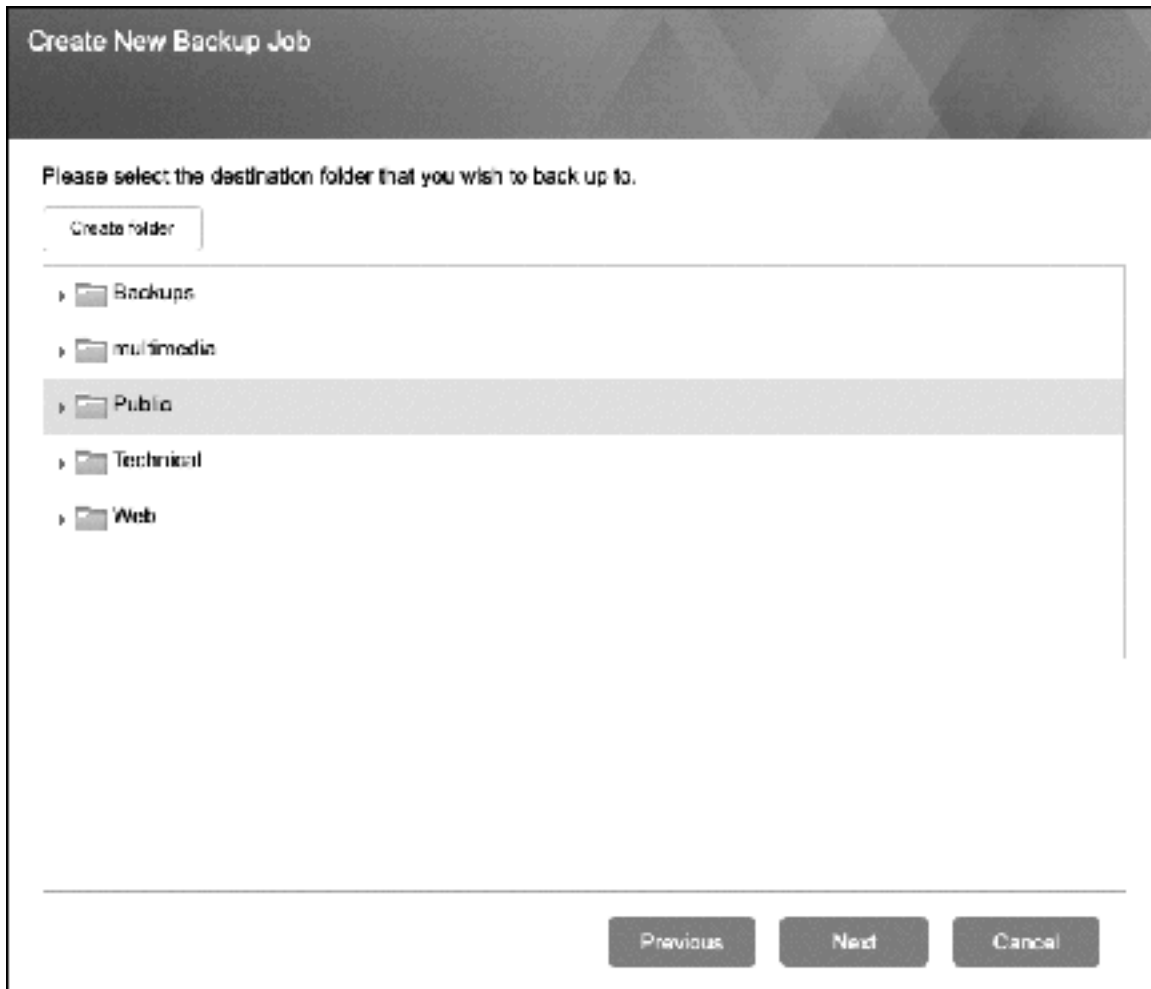 Create New Backup Job
Please select the destination folder that you wish to back up to.
Create folder
Backups
multimedia
Public
Technical
Web
Previous Next Cancel